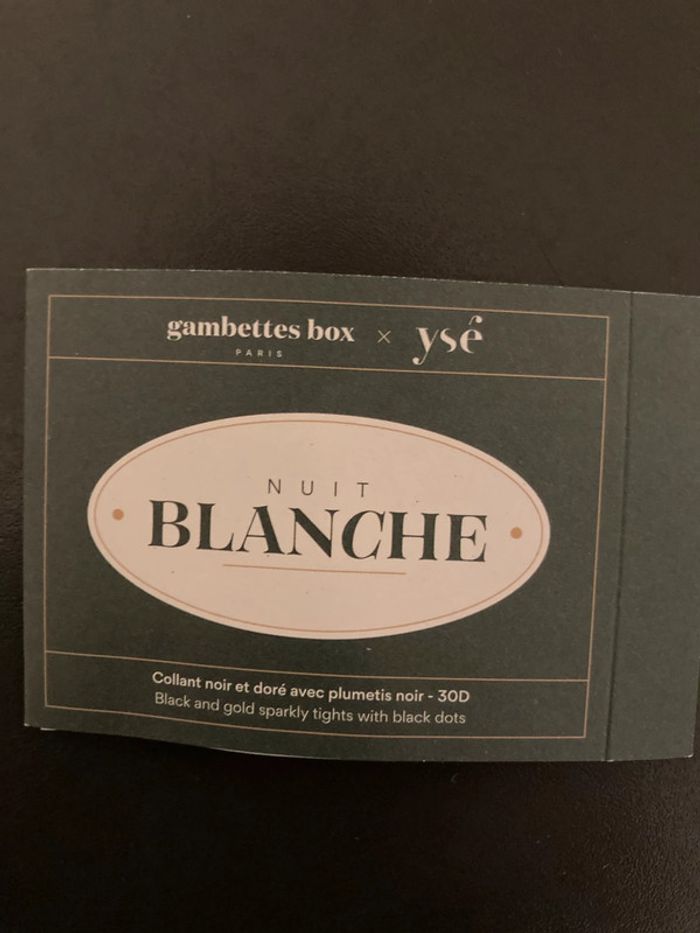 gambettes box × ysé
PARIS
NUIT
BLANCHE
Collant noir et doré avec plumetis noir - 30D
Black and gold sparkly tights with black dots